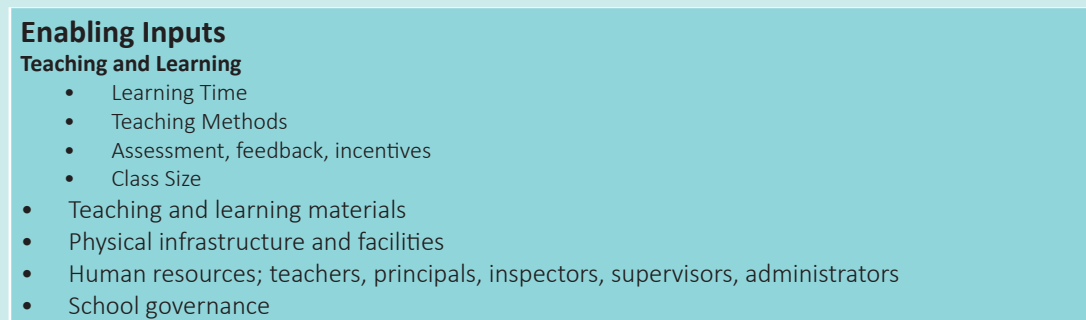 Enabling Inputs
Teaching and Learning
• Learning Time
• Teaching Methods
• Assessment, feedback, incentives
• Class Size
• Teaching and learning materials
• Physical infrastructure and facilities
• Human resources; teachers, principals, inspectors, supervisors, administrators
• School governance